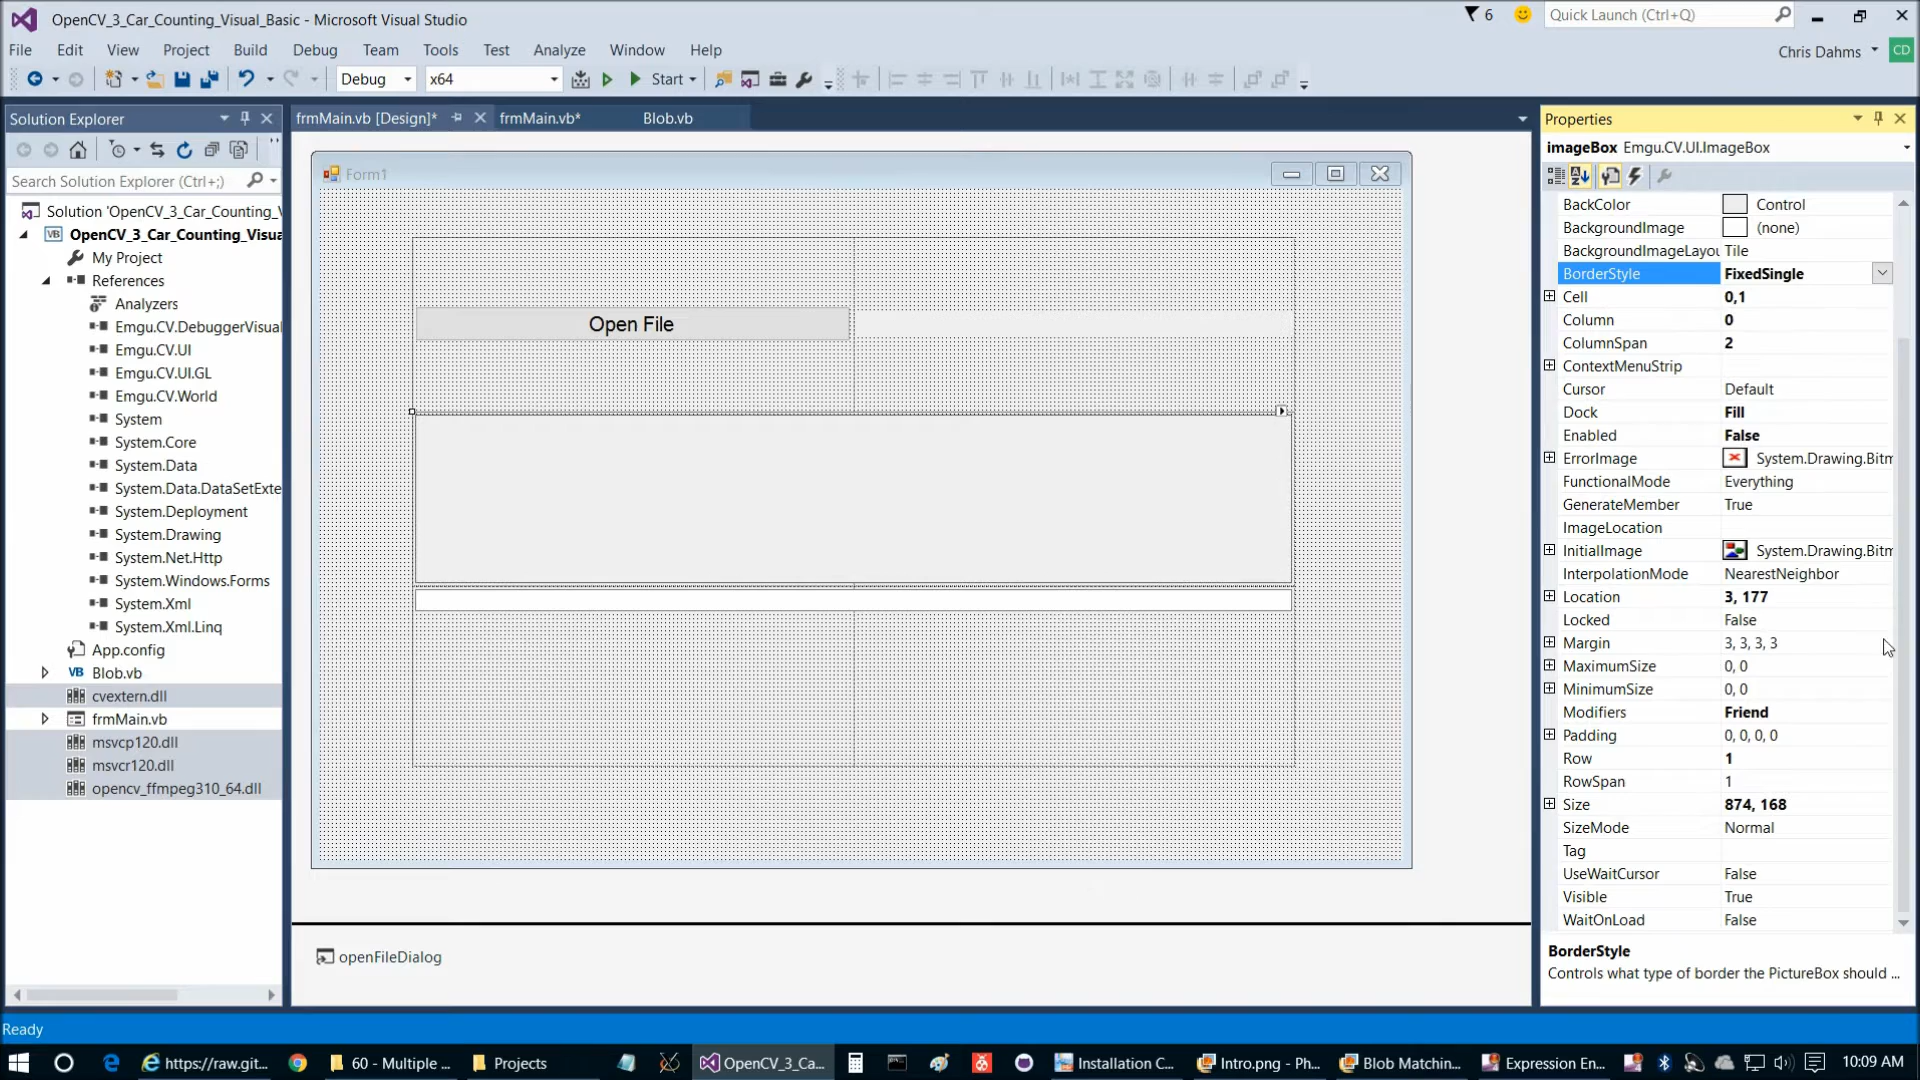 OpenCV_3_Car_Counting_Visual_Basic - Microsoft Visual Studio
6
Quick Launch (Ctrl+Q)
File Edit View Project Build Debug Team Tools Test Analyze Window Help
Chris Dahms
CD
Debug
x64
Start
Solution Explorer
frmMain.vb [Design]*
frmMain.vb*
Blob.vb
Properties
imageBox Emgu.CV.UI.ImageBox
Search Solution Explorer (Ctrl+;)
Solution 'OpenCV_3_Car_Counting_V
OpenCV_3_Car_Counting_Visua
My Project
References
Analyzers
Emgu.CV.DebuggerVisual
Emgu.CV.UI
Emgu.CV.UI.GL
Emgu.CV.World
System
System.Core
System.Data
System.Data.DataSetExte
System.Deployment
System.Drawing
System.Net.Http
System.Windows.Forms
System.Xml
System.Xml.Linq
App.config
Blob.vb
cvextern.dll
frmMain.vb
msvcp120.dll
msvcr120.dll
opencv_ffmpeg310_64.dll
Form1
Open File
openFileDialog
BackColor Control
BackgroundImage (none)
BackgroundImageLayou Tile
BorderStyle FixedSingle
Cell 0,1
Column 0
ColumnSpan 2
ContextMenuStrip
Cursor Default
Dock Fill
Enabled False
ErrorImage System.Drawing.Bitm
FunctionalMode Everything
GenerateMember True
ImageLocation
InitialImage System.Drawing.Bitm
InterpolationMode NearestNeighbor
Location 3, 177
Locked False
Margin 3, 3, 3, 3
MaximumSize 0, 0
MinimumSize 0, 0
Modifiers Friend
Padding 0, 0, 0, 0
Row 1
RowSpan 1
Size 874, 168
SizeMode Normal
Tag
UseWaitCursor False
Visible True
WaitOnLoad False
BorderStyle
Controls what type of border the PictureBox should ...
Ready
https://raw.git...
60 - Multiple ...
Projects
OpenCV_3_Ca...
Installation C...
Intro.png - Ph...
Blob Matchin...
Expression En...
10:09 AM